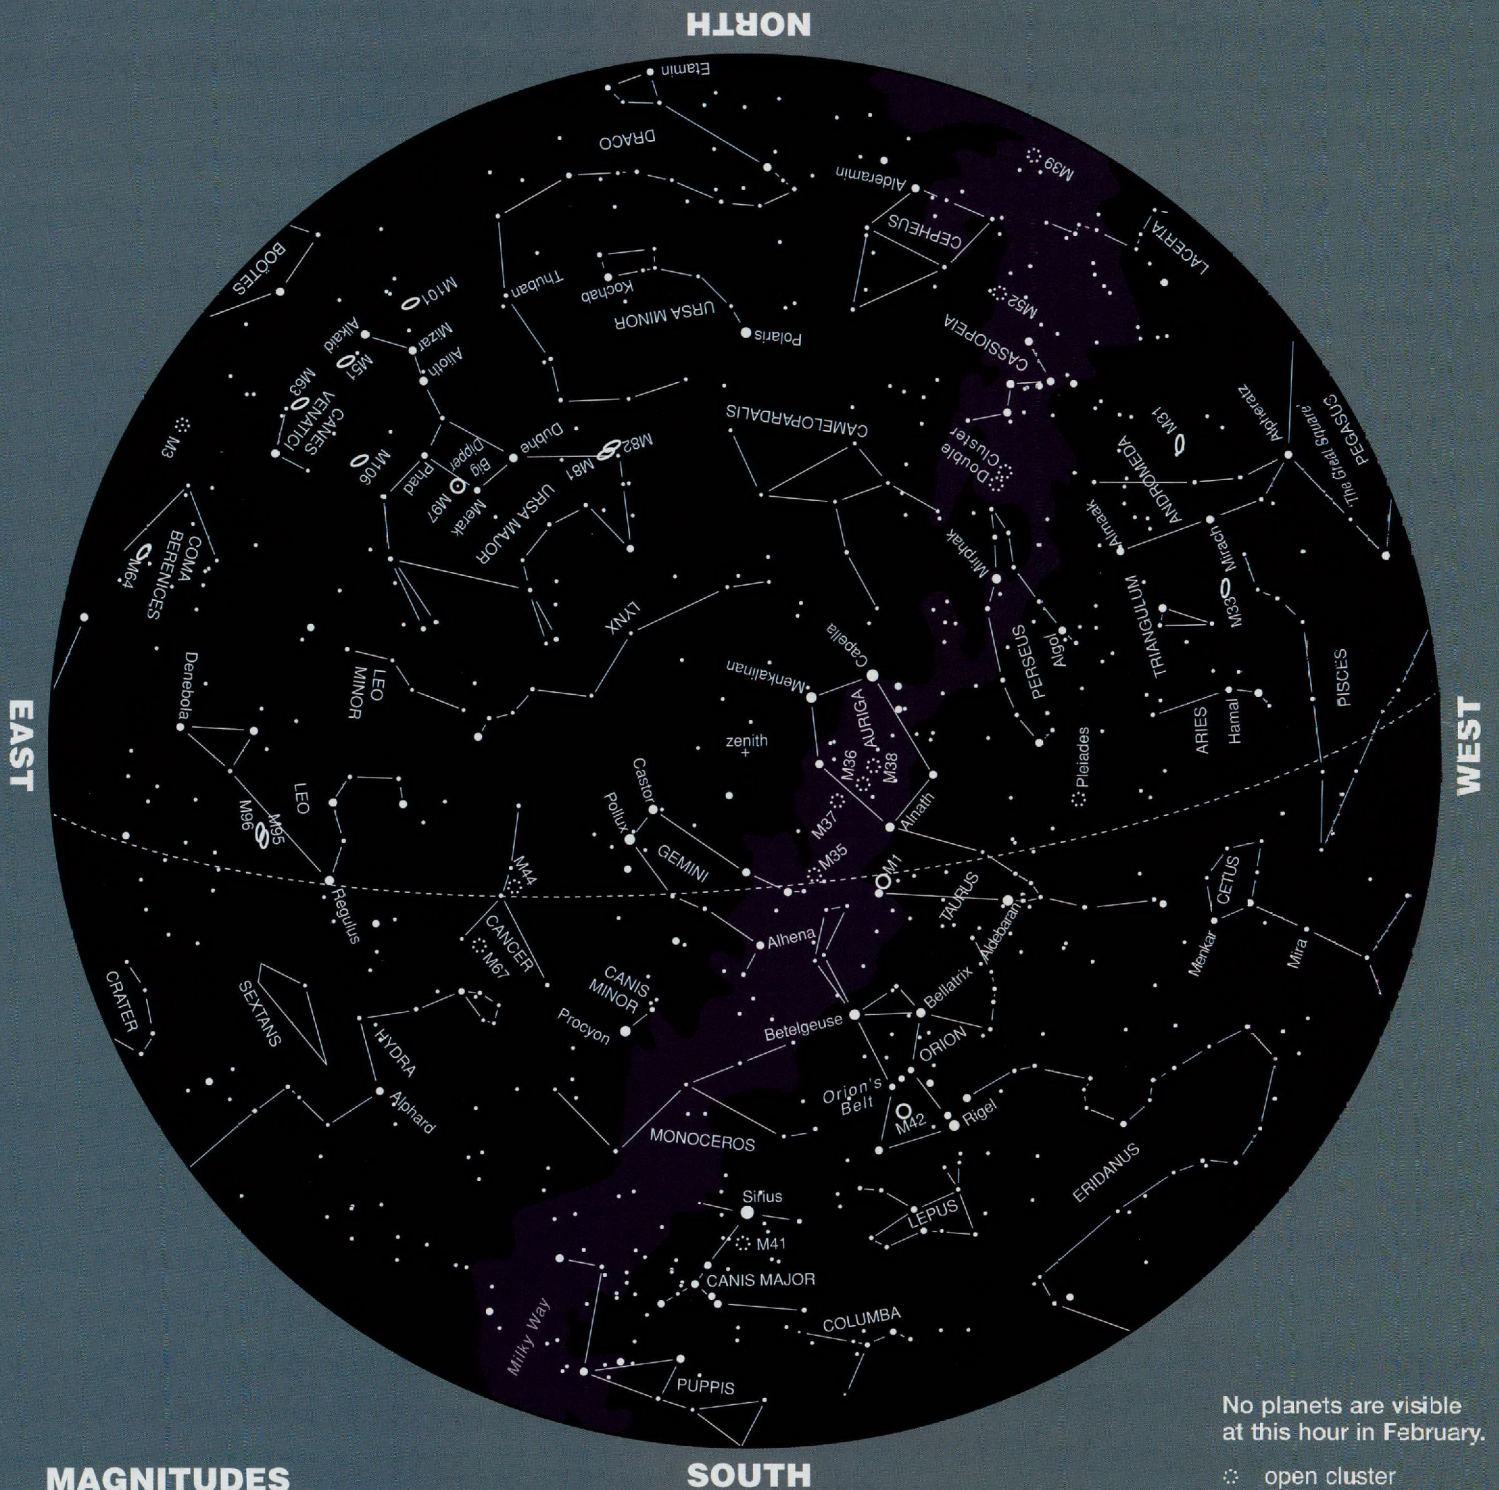 NORTH
Etamin
DRACO
M39
Alderamin
CEPHEUS
LACERTA
BOÖTES
Thuban
Kochab
M101
M52
URSA MINOR
Polaris
CASSIOPEIA
Alkaid
Mizar
Alioth
M51
M63
CANES
VENATICI
M3
M106
Phad
Big
Dipper
Dubhe
M82
M81
M97
Merak
URSA MAJOR
CAMELOPARDALIS
Double
Cluster
M31
ANDROMEDA
Alpheratz
PEGASUS
'The Great Square'
Almaak
Mirach
M33
Mirphak
COMA
BERENICES
M64
LYNX
Capella
Menkalinan
PERSEUS
Algol
TRIANGULUM
PISCES
Denebola
LEO
MINOR
ARIES
Hamal
EAST
WEST
zenith
+
AURIGA
M36
M38
M37
Pleiades
Castor
Pollux
LEO
M96
M95
Alnath
GEMINI
M35
M1
M44
TAURUS
CETUS
Regulus
CANCER
M67
Alhena
Aldebaran
Menkar
Mira
CRATER
SEXTANS
CANIS
MINOR
Procyon
Betelgeuse
Bellatrix
ORION
HYDRA
Alphard
Orion's
Belt
M42
Rigel
MONOCEROS
ERIDANUS
Sirius
LEPUS
M41
CANIS MAJOR
COLUMBA
Milky Way
PUPPIS
No planets are visible
at this hour in February.
SOUTH
MAGNITUDES
open cluster